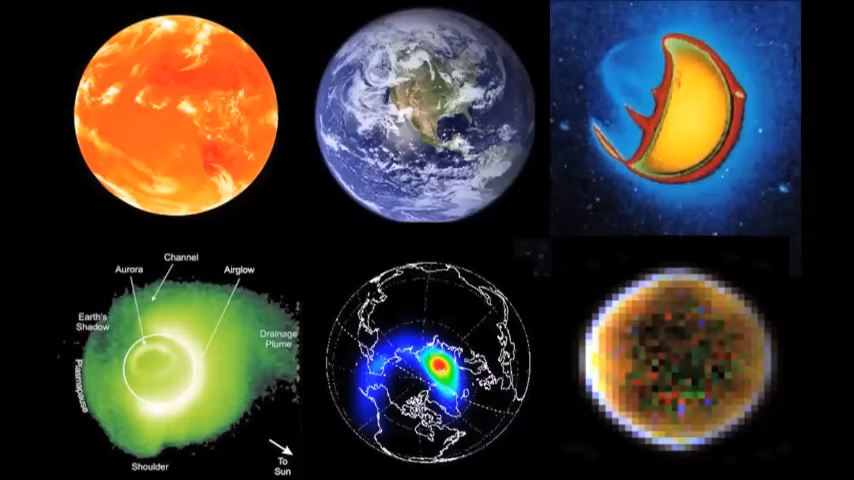 Channel
Aurora
Airglow
Earth's
Shadow
Drainage
Plume
Plasmapause
Shoulder
To
Sun